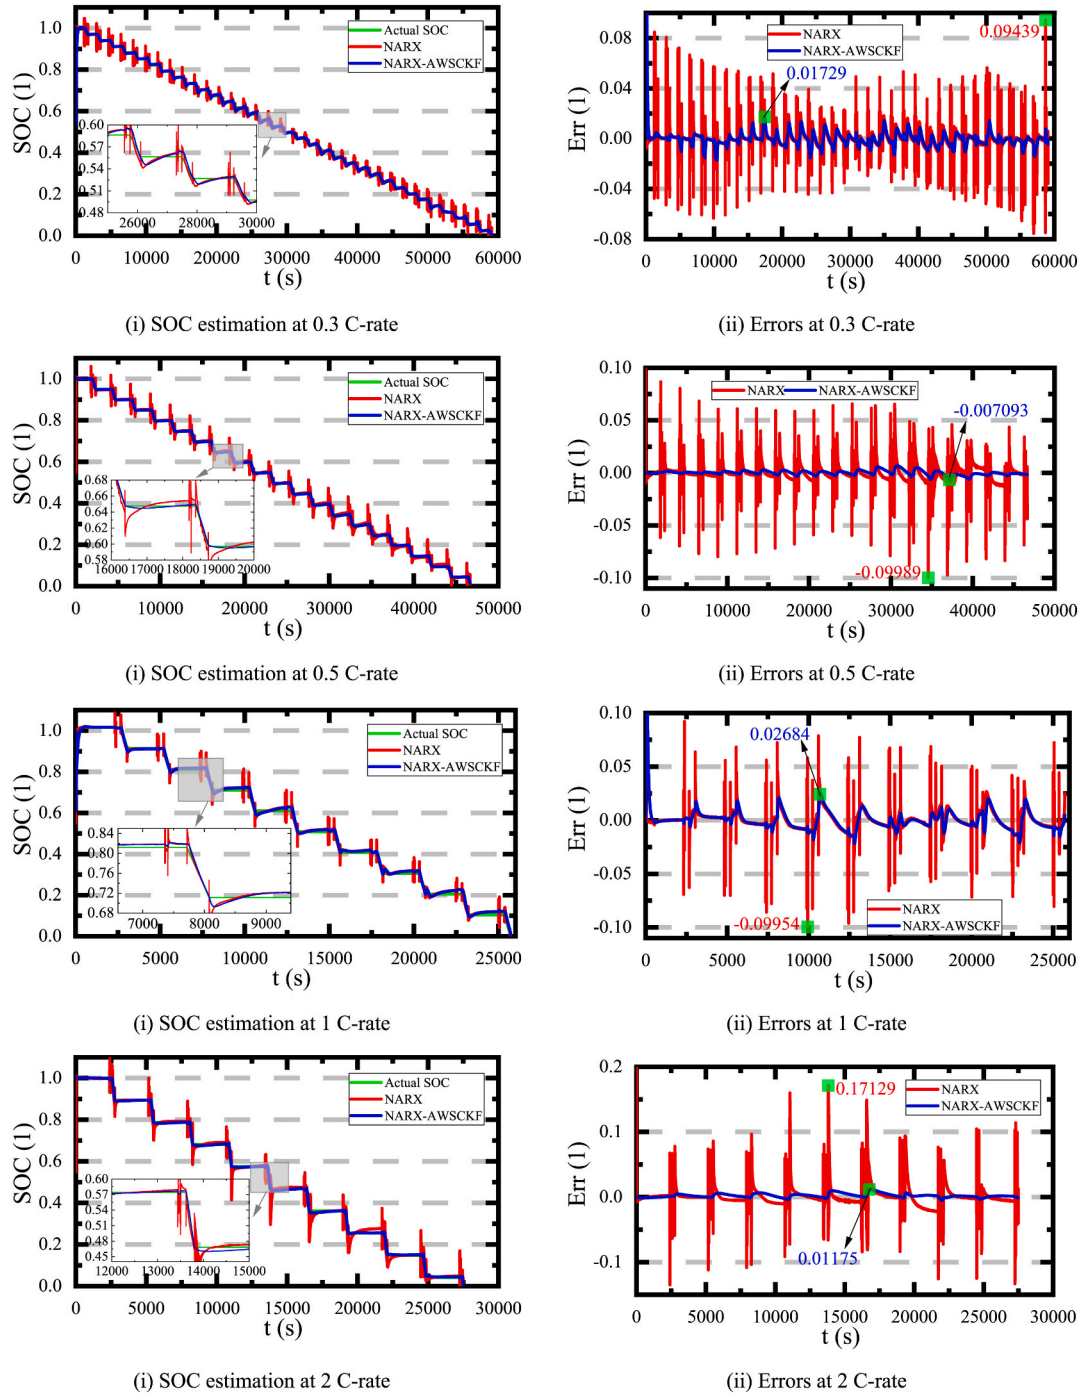 SOC (1)
1.0
0.8
0.6
0.4
0.2
0.0
Actual SOC
NARX
NARX-AWSCKF
0.60
0.57
0.54
0.51
0.48
26000 28000 30000
0 10000 20000 30000 40000 50000 60000
t (s)
(i) SOC estimation at 0.3 C-rate
Err (1)
0.08
0.04
0.00
-0.04
-0.08
NARX
NARX-AWSCKF
0.09439
0.01729
0 10000 20000 30000 40000 50000 60000
t (s)
(ii) Errors at 0.3 C-rate
SOC (1)
1.0
0.8
0.6
0.4
0.2
0.0
Actual SOC
NARX
NARX-AWSCKF
0.68
0.66
0.64
0.62
0.60
0.58
16000 17000 18000 19000 20000
0 10000 20000 30000 40000 50000
t (s)
(i) SOC estimation at 0.5 C-rate
Err (1)
0.10
0.05
0.00
-0.05
-0.10
NARX NARX-AWSCKF
-0.007093
-0.09989
0 10000 20000 30000 40000 50000
t (s)
(ii) Errors at 0.5 C-rate
SOC (1)
1.0
0.8
0.6
0.4
0.2
0.0
Actual SOC
NARX
NARX-AWSCKF
0.84
0.80
0.76
0.72
0.68
7000 8000 9000
0 5000 10000 15000 20000 25000
t (s)
(i) SOC estimation at 1 C-rate
Err (1)
0.10
0.05
0.00
-0.05
-0.10
0.02684
-0.09954
NARX
NARX-AWSCKF
0 5000 10000 15000 20000 25000
t (s)
(ii) Errors at 1 C-rate
SOC (1)
1.0
0.8
0.6
0.4
0.2
0.0
Actual SOC
NARX
NARX-AWSCKF
0.60
0.57
0.54
0.51
0.48
0.45
12000 13000 14000 15000
0 5000 10000 15000 20000 25000 30000
t (s)
(i) SOC estimation at 2 C-rate
Err (1)
0.2
0.1
0.0
-0.1
0.17129
NARX
NARX-AWSCKF
0.01175
0 5000 10000 15000 20000 25000 30000
t (s)
(ii) Errors at 2 C-rate